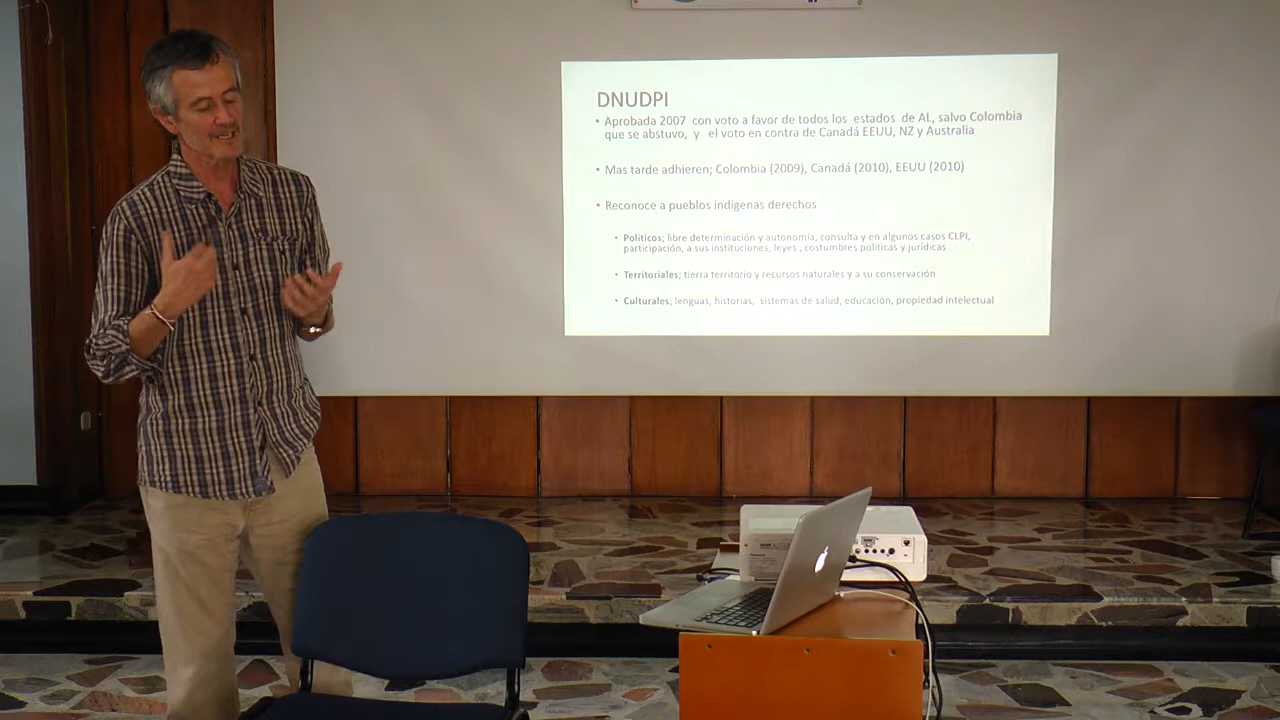 DNUDPI
• Aprobada 2007 con voto a favor de todos los estados de AL, salvo Colombia
que se abstuvo, y el voto en contra de Canadá EEUU, NZ y Australia
• Mas tarde adhieren; Colombia (2009), Canadá (2010), EEUU (2010)
• Reconoce a pueblos indígenas derechos
• Políticos; libre determinación y autonomía, consulta y en algunos casos CLPI,
participación, a sus instituciones, leyes , costumbres politicas y jurídicas
• Territoriales; tierra territorio y recursos naturales y a su conservación
• Culturales; lenguas, historias, sistemas de salud, educación, propiedad intelectual